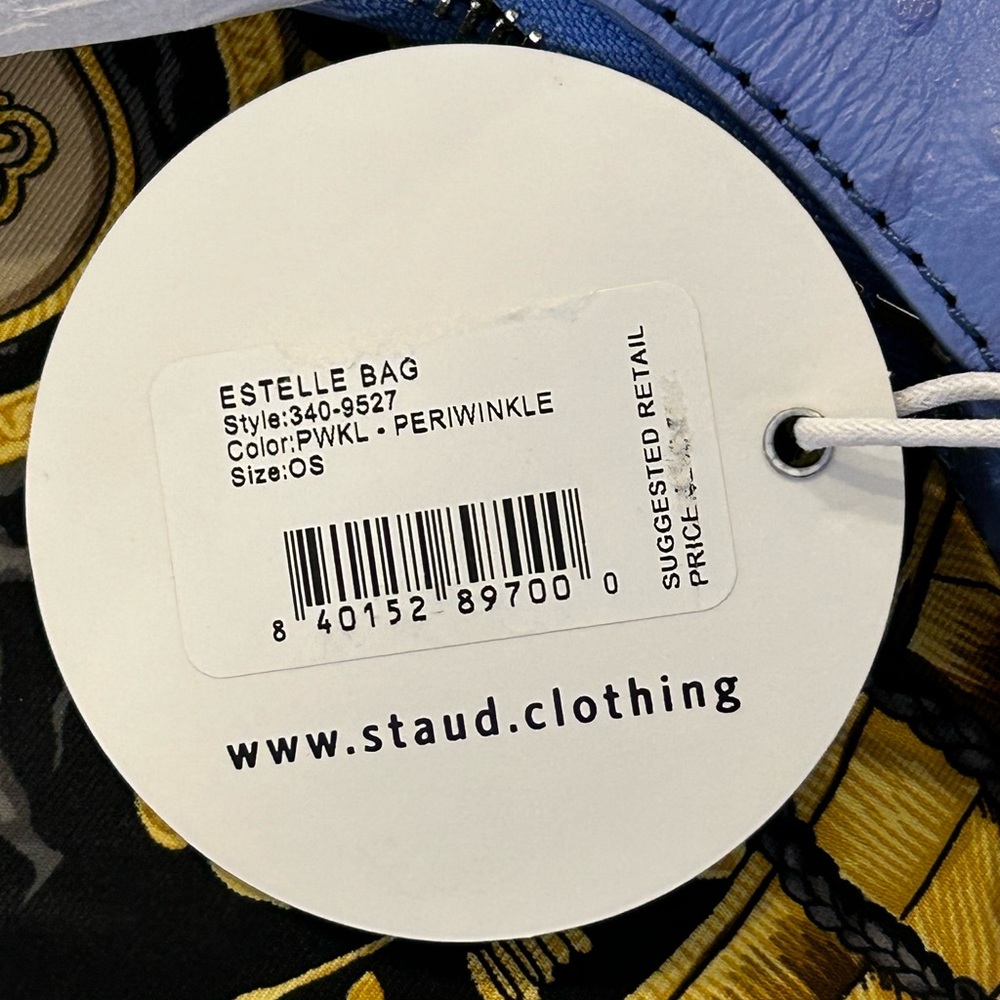 ESTELLE BAG
Style:340-9527
Color:PWKL • PERIWINKLE
Size:OS
8 40152 89700 0
SUGGESTED RETAIL
PRICE
www.staud.clothing